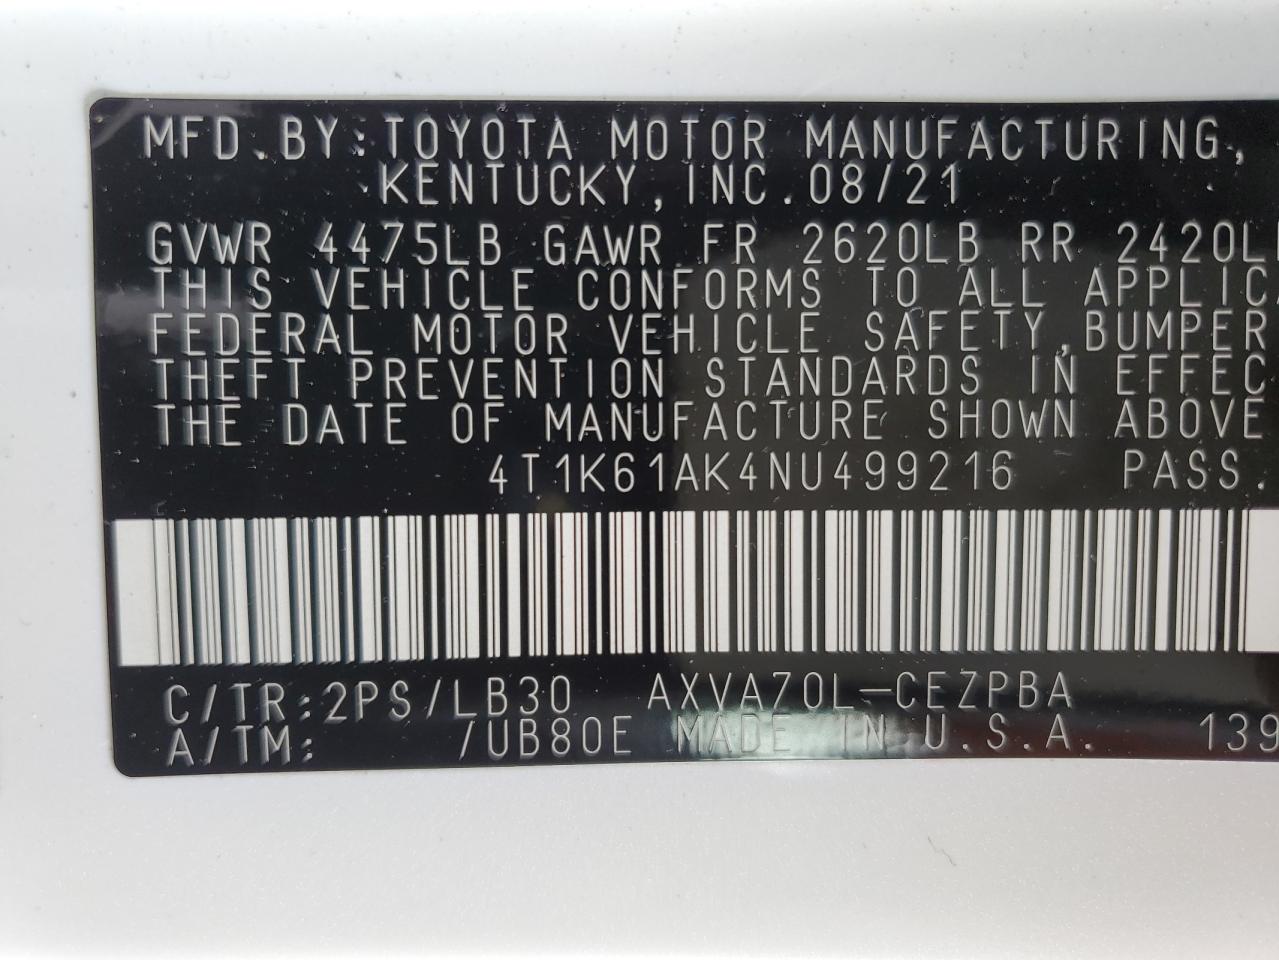 MFD.BY:TOYOTA MOTOR MANUFACTURING,
KENTUCKY,INC.08/21
GVWR 4475LB GAWR FR 2620LB RR 2420L
THIS VEHICLE CONFORMS TO ALL APPLIC
FEDERAL MOTOR VEHICLE SAFETY,BUMPER
THEFT PREVENTION STANDARDS IN EFFEC
THE DATE OF MANUFACTURE SHOWN ABOVE
4T1K61AK4NU499216 PASS.
C/TR:2PS/LB30 AXVA70L-CEZPBA
A/TM: /UB80E MADE IN U.S.A. 139